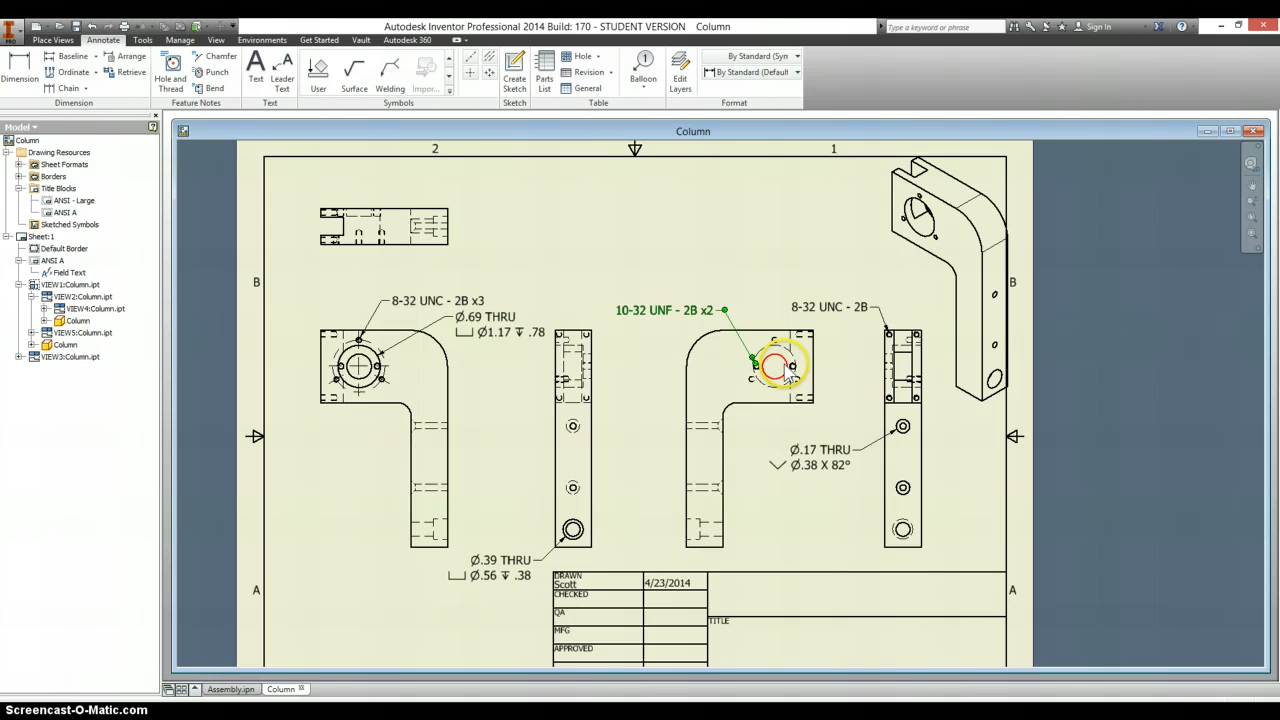 Autodesk Inventor Professional 2014 Build: 170 - STUDENT VERSION Column
Type a keyword or phrase
Sign In
PRO
Place Views Annotate Tools Manage View Environments Get Started Vault Autodesk 360
Dimension
Baseline
Ordinate
Chain
Arrange
Retrieve
Dimension
Hole and Thread
Chamfer
Punch
Bend
Feature Notes
Text
Leader Text
Text
User
Surface
Welding
Impor...
Symbols
Create Sketch
Sketch
Parts List
Hole
Revision
General
Table
Balloon
Edit Layers
By Standard (Syn
By Standard (Defaul
Format
Model
Column
Drawing Resources
Sheet Formats
Borders
Title Blocks
ANSI - Large
ANSI A
Sketched Symbols
Sheet:1
Default Border
ANSI A
Field Text
VIEW1:Column.ipt
VIEW2:Column.ipt
VIEW4:Column.ipt
Column
VIEW5:Column.ipt
Column
VIEW3:Column.ipt
Column
2
1
B
B
8-32 UNC - 2B x3
Ø.69 THRU
⌴ Ø1.17 ↧ .78
10-32 UNF - 2B x2
8-32 UNC - 2B
Ø.17 THRU
⌵ Ø.38 X 82°
Ø.39 THRU
⌴ Ø.56 ↧ .38
A
A
DRAWN
Scott
4/23/2014
CHECKED
QA
MFG
APPROVED
TITLE
Assembly.ipn
Column
Screencast-O-Matic.com